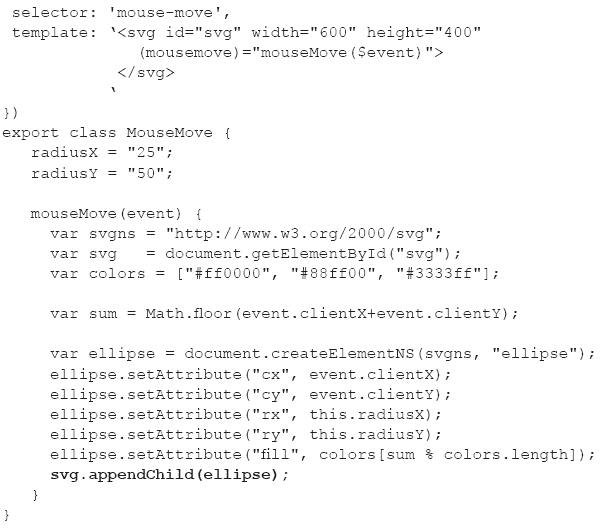 selector: 'mouse-move',
template: ‘<svg id="svg" width="600" height="400"
(mousemove)="mouseMove($event)">
</svg>
‘
})
export class MouseMove {
radiusX = "25";
radiusY = "50";
mouseMove(event) {
var svgns = "http://www.w3.org/2000/svg";
var svg   = document.getElementById("svg");
var colors = ["#ff0000", "#88ff00", "#3333ff"];
var sum = Math.floor(event.clientX+event.clientY);
var ellipse = document.createElementNS(svgns, "ellipse");
ellipse.setAttribute("cx", event.clientX);
ellipse.setAttribute("cy", event.clientY);
ellipse.setAttribute("rx", this.radiusX);
ellipse.setAttribute("ry", this.radiusY);
ellipse.setAttribute("fill", colors[sum % colors.length]);
svg.appendChild(ellipse);
}
}